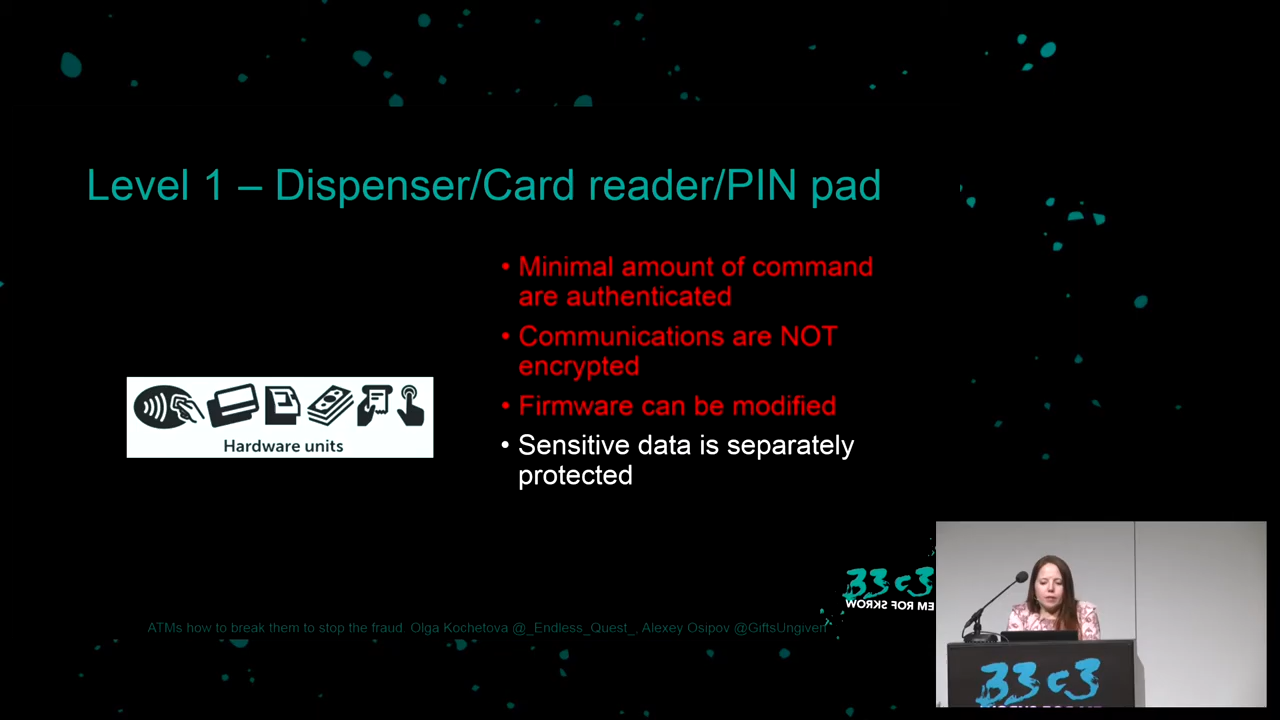 Level 1 – Dispenser/Card reader/PIN pad
• Minimal amount of command
are authenticated
• Communications are NOT
encrypted
• Firmware can be modified
• Sensitive data is separately
protected
Hardware units
33c3
WORKS FOR ME
ATMs how to break them to stop the fraud Olga Kochetova @_Endless_Quest_, Alexey Osipov @GiftsUngiven
33c3